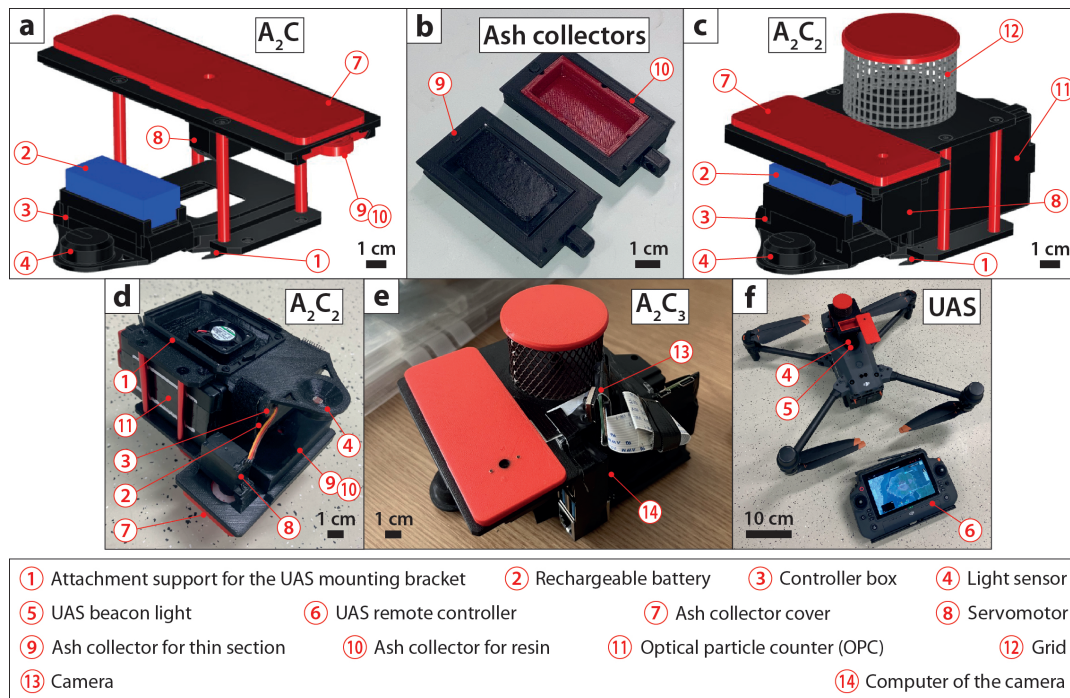 a
A₂C
7
8
2
3
9
10
4
1
1 cm
b
Ash collectors
9
10
1 cm
c
A₂C₂
12
7
11
2
3
8
4
1
1 cm
d
A₂C₂
1
11
3
2
7
4
9
10
8
1 cm
e
A₂C₃
13
14
1 cm
f
UAS
4
5
6
10 cm
1 Attachment support for the UAS mounting bracket 2 Rechargeable battery 3 Controller box 4 Light sensor
5 UAS beacon light 6 UAS remote controller 7 Ash collector cover 8 Servomotor
9 Ash collector for thin section 10 Ash collector for resin 11 Optical particle counter (OPC) 12 Grid
13 Camera 14 Computer of the camera